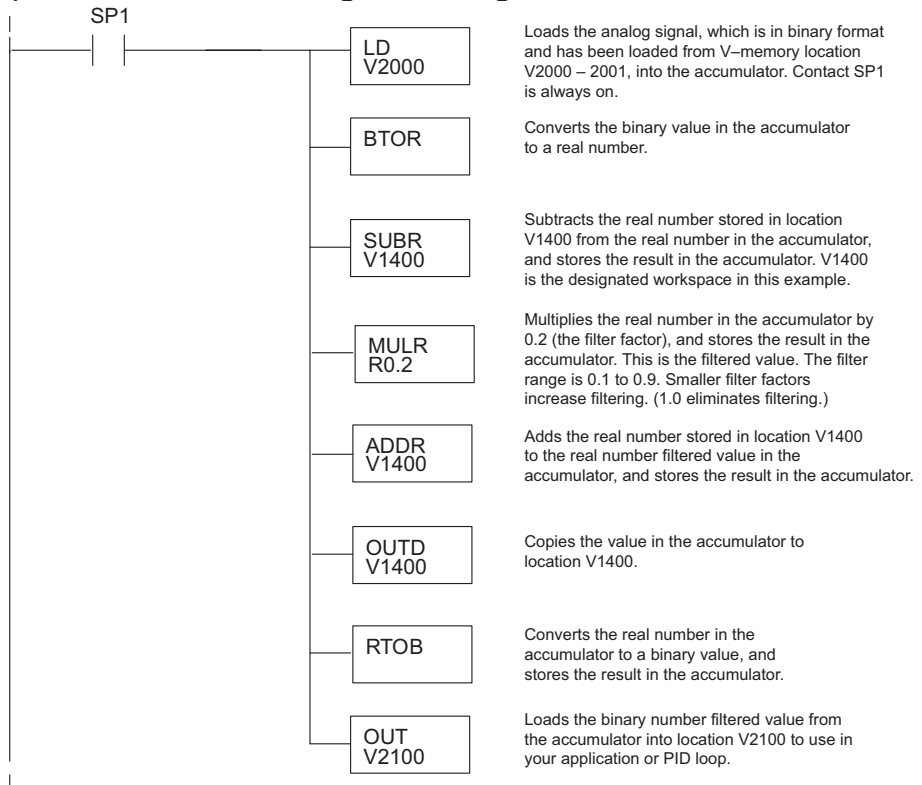 SP1
LD
V2000
Loads the analog signal, which is in binary format
and has been loaded from V–memory location
V2000 – 2001, into the accumulator. Contact SP1
is always on.
BTOR
Converts the binary value in the accumulator
to a real number.
SUBR
V1400
Subtracts the real number stored in location
V1400 from the real number in the accumulator,
and stores the result in the accumulator. V1400
is the designated workspace in this example.
MULR
R0.2
Multiplies the real number in the accumulator by
0.2 (the filter factor), and stores the result in the
accumulator. This is the filtered value. The filter
range is 0.1 to 0.9. Smaller filter factors
increase filtering. (1.0 eliminates filtering.)
ADDR
V1400
Adds the real number stored in location V1400
to the real number filtered value in the
accumulator, and stores the result in the accumulator.
OUTD
V1400
Copies the value in the accumulator to
location V1400.
RTOB
Converts the real number in the
accumulator to a binary value, and
stores the result in the accumulator.
OUT
V2100
Loads the binary number filtered value from
the accumulator into location V2100 to use in
your application or PID loop.